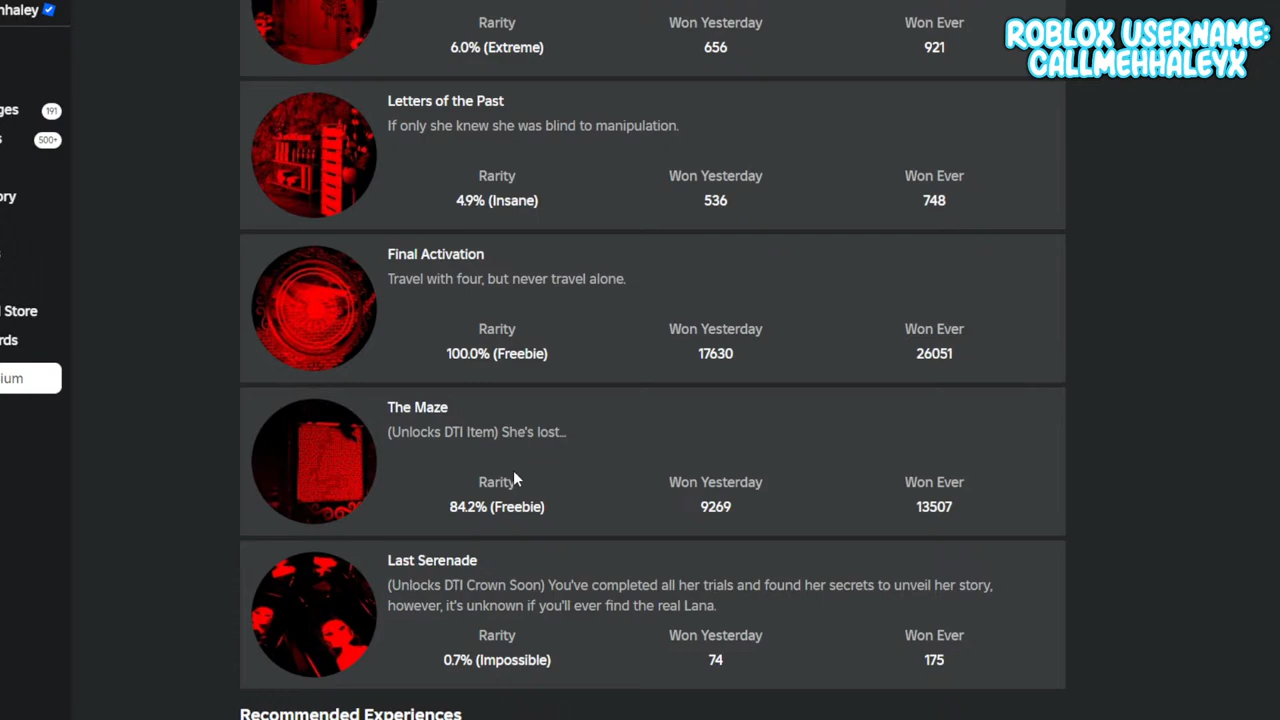 nhaley
ROBLOX USERNAME:
CALLMEHHALEYX
Rarity Won Yesterday Won Ever
6.0% (Extreme) 656 921
ges 191
s 500+
ory
l Store
rds
ium
Letters of the Past
If only she knew she was blind to manipulation.
Rarity Won Yesterday Won Ever
4.9% (Insane) 536 748
Final Activation
Travel with four, but never travel alone.
Rarity Won Yesterday Won Ever
100.0% (Freebie) 17630 26051
The Maze
(Unlocks DTI Item) She's lost...
Rarity Won Yesterday Won Ever
84.2% (Freebie) 9269 13507
Last Serenade
(Unlocks DTI Crown Soon) You've completed all her trials and found her secrets to unveil her story,
however, it's unknown if you'll ever find the real Lana.
Rarity Won Yesterday Won Ever
0.7% (Impossible) 74 175
Recommended Experiences